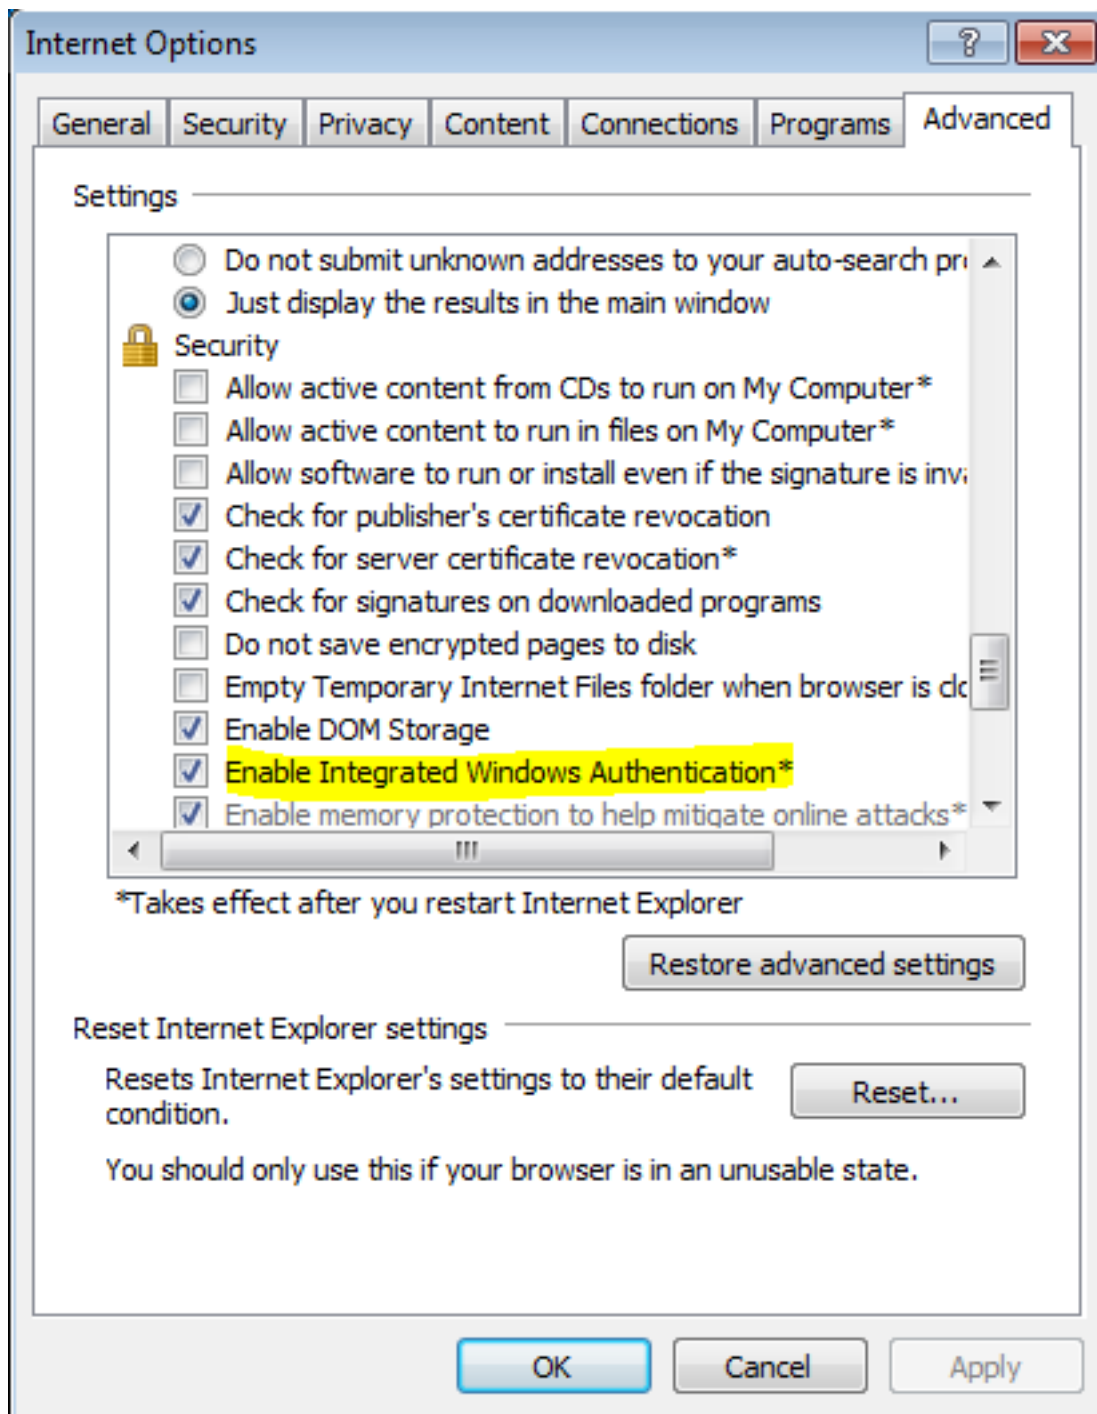 Internet Options
General Security Privacy Content Connections Programs Advanced
Settings
Do not submit unknown addresses to your auto-search pr
Just display the results in the main window
Security
Allow active content from CDs to run on My Computer*
Allow active content to run in files on My Computer*
Allow software to run or install even if the signature is inv
Check for publisher's certificate revocation
Check for server certificate revocation*
Check for signatures on downloaded programs
Do not save encrypted pages to disk
Empty Temporary Internet Files folder when browser is clo
Enable DOM Storage
Enable Integrated Windows Authentication*
Enable memory protection to help mitigate online attacks*
*Takes effect after you restart Internet Explorer
Restore advanced settings
Reset Internet Explorer settings
Resets Internet Explorer's settings to their default
condition.
Reset...
You should only use this if your browser is in an unusable state.
OK Cancel Apply